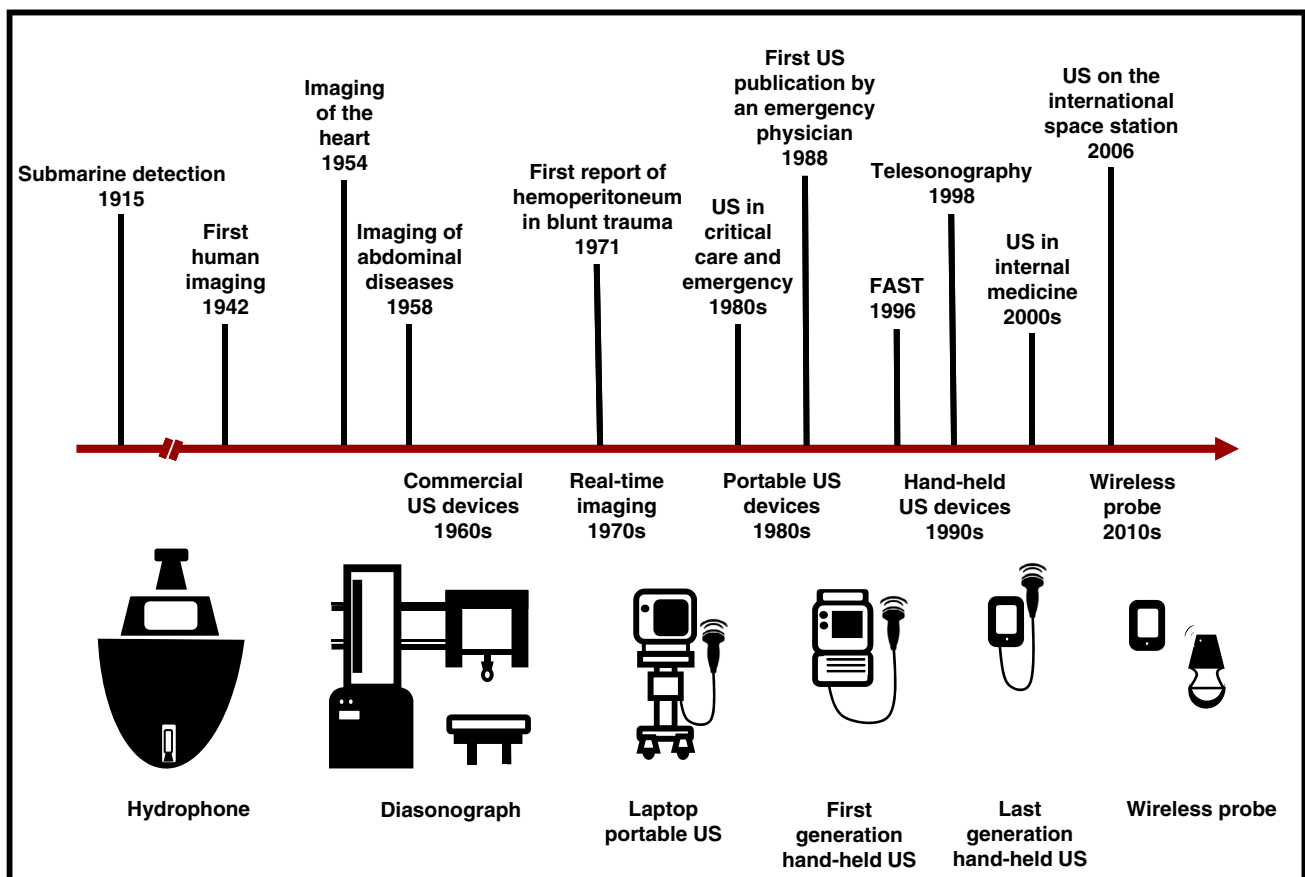 Submarine detection
1915
First
human
imaging
1942
Imaging
of the
heart
1954
Imaging of
abdominal
diseases
1958
First report of
hemoperitoneum
in blunt trauma
1971
US in
critical
care and
emergency
1980s
First US
publication by
an emergency
physician
1988
FAST
1996
Telesonography
1998
US in
internal
medicine
2000s
US on the
international
space station
2006
Commercial
US devices
1960s
Real-time
imaging
1970s
Portable US
devices
1980s
Hand-held
US devices
1990s
Wireless
probe
2010s
Hydrophone
Diasonograph
Laptop
portable US
First
generation
hand-held US
Last
generation
hand-held US
Wireless probe